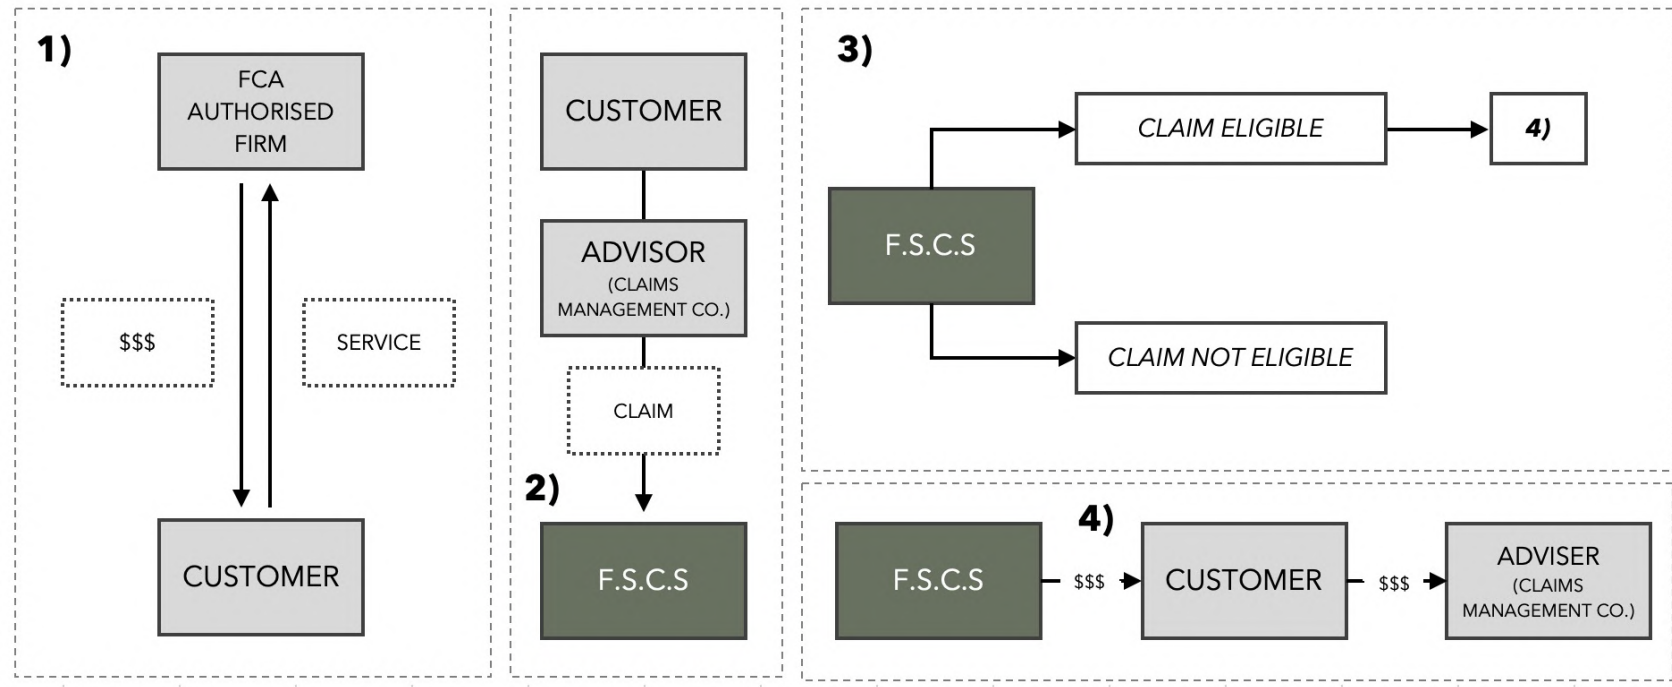 1)
FCA
AUTHORISED
FIRM
$$$
SERVICE
CUSTOMER
CUSTOMER
ADVISOR
(CLAIMS
MANAGEMENT CO.)
CLAIM
2)
F.S.C.S
3)
CLAIM ELIGIBLE
4)
F.S.C.S
CLAIM NOT ELIGIBLE
4)
F.S.C.S
$$$
CUSTOMER
$$$
ADVISER
(CLAIMS
MANAGEMENT CO.)